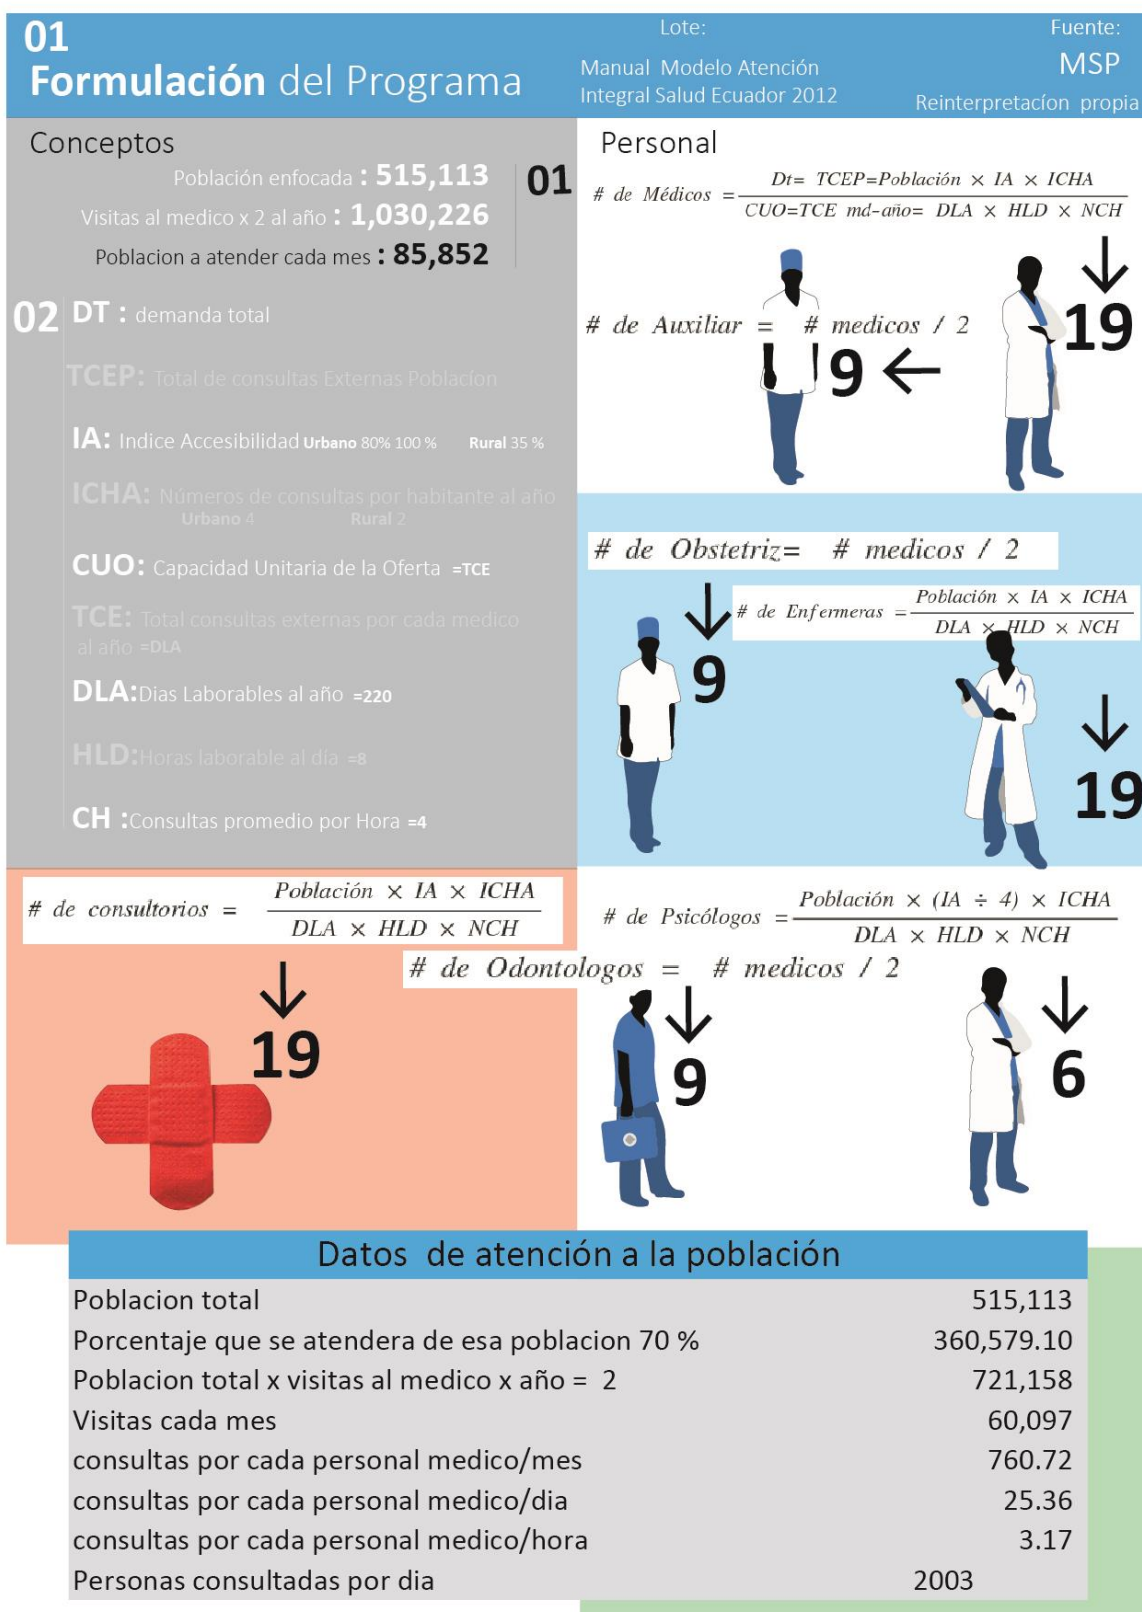 01
Formulación del Programa
Lote:
Manual Modelo Atención
Integral Salud Ecuador 2012
Fuente:
MSP
Reinterpretacíon propia
Conceptos
01
Población enfocada : 515,113
Visitas al medico x 2 al año : 1,030,226
Poblacion a atender cada mes : 85,852
02
DT : demanda total
TCEP: Total de consultas Externas Poblacíon
IA: Indice Accesibilidad Urbano 80% 100 % Rural 35 %
ICHA: Números de consultas por habitante al año
Urbano 4 Rural 2
CUO: Capacidad Unitaria de la Oferta =TCE
TCE: Total consultas externas por cada medico
al año =DLA
DLA:Dias Laborables al año =220
HLD:Horas laborable al día =8
CH :Consultas promedio por Hora =4
Personal
# de Médicos =
Dt= TCEP=Población × IA × ICHA
CUO=TCE md-año= DLA × HLD × NCH
19
# de Auxiliar = # medicos / 2
9
# de Obstetriz= # medicos / 2
9
# de Enfermeras =
Población × IA × ICHA
DLA × HLD × NCH
19
# de consultorios =
Población × IA × ICHA
DLA × HLD × NCH
19
# de Psicólogos =
Población × (IA ÷ 4) × ICHA
DLA × HLD × NCH
6
# de Odontologos = # medicos / 2
9
Datos de atención a la población
Poblacion total 515,113
Porcentaje que se atendera de esa poblacion 70 % 360,579.10
Poblacion total x visitas al medico x año = 2 721,158
Visitas cada mes 60,097
consultas por cada personal medico/mes 760.72
consultas por cada personal medico/dia 25.36
consultas por cada personal medico/hora 3.17
Personas consultadas por dia 2003